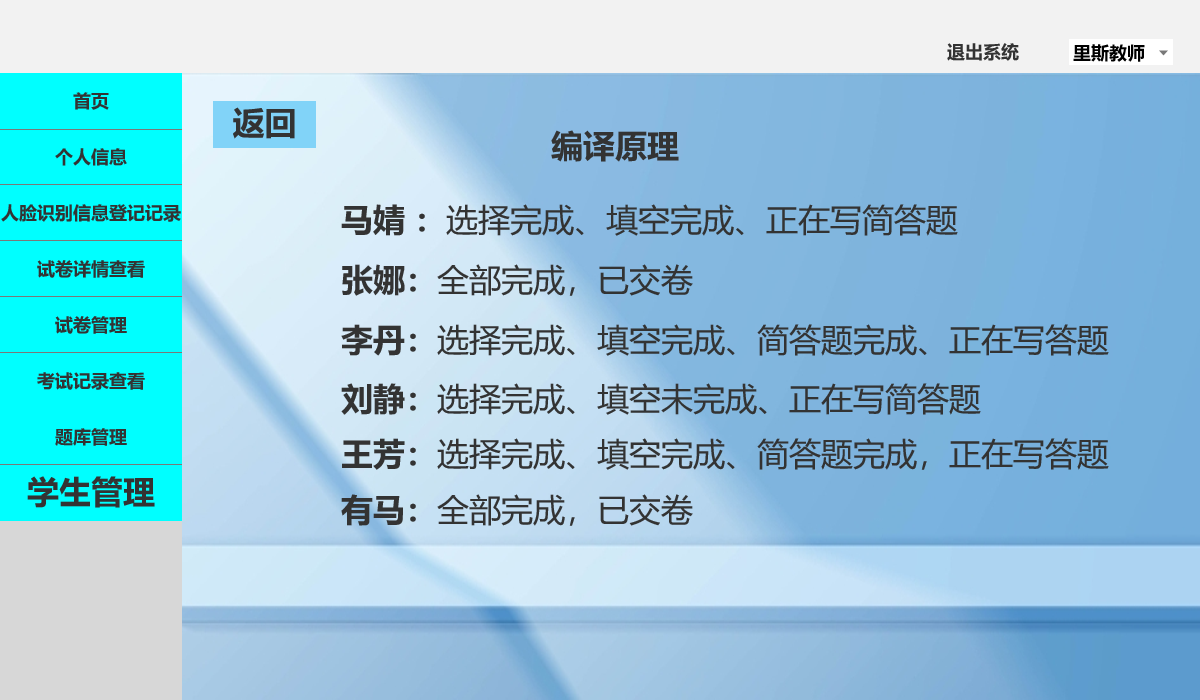 退出系统
里斯教师
首页
个人信息
人脸识别信息登记记录
试卷详情查看
试卷管理
考试记录查看
题库管理
学生管理
返回
编译原理
马婧 ：选择完成、填空完成、正在写简答题
张娜：全部完成，已交卷
李丹：选择完成、填空完成、简答题完成、正在写答题
刘静：选择完成、填空未完成、正在写简答题
王芳：选择完成、填空完成、简答题完成，正在写答题
有马：全部完成，已交卷